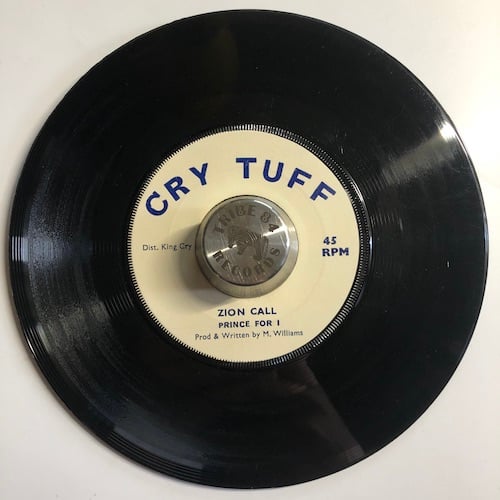 CRY TUFF
TRIBE 84
RECORDS
Dist. King Cry
45
RPM
ZION CALL
PRINCE FOR I
Prod & Written by M. Williams